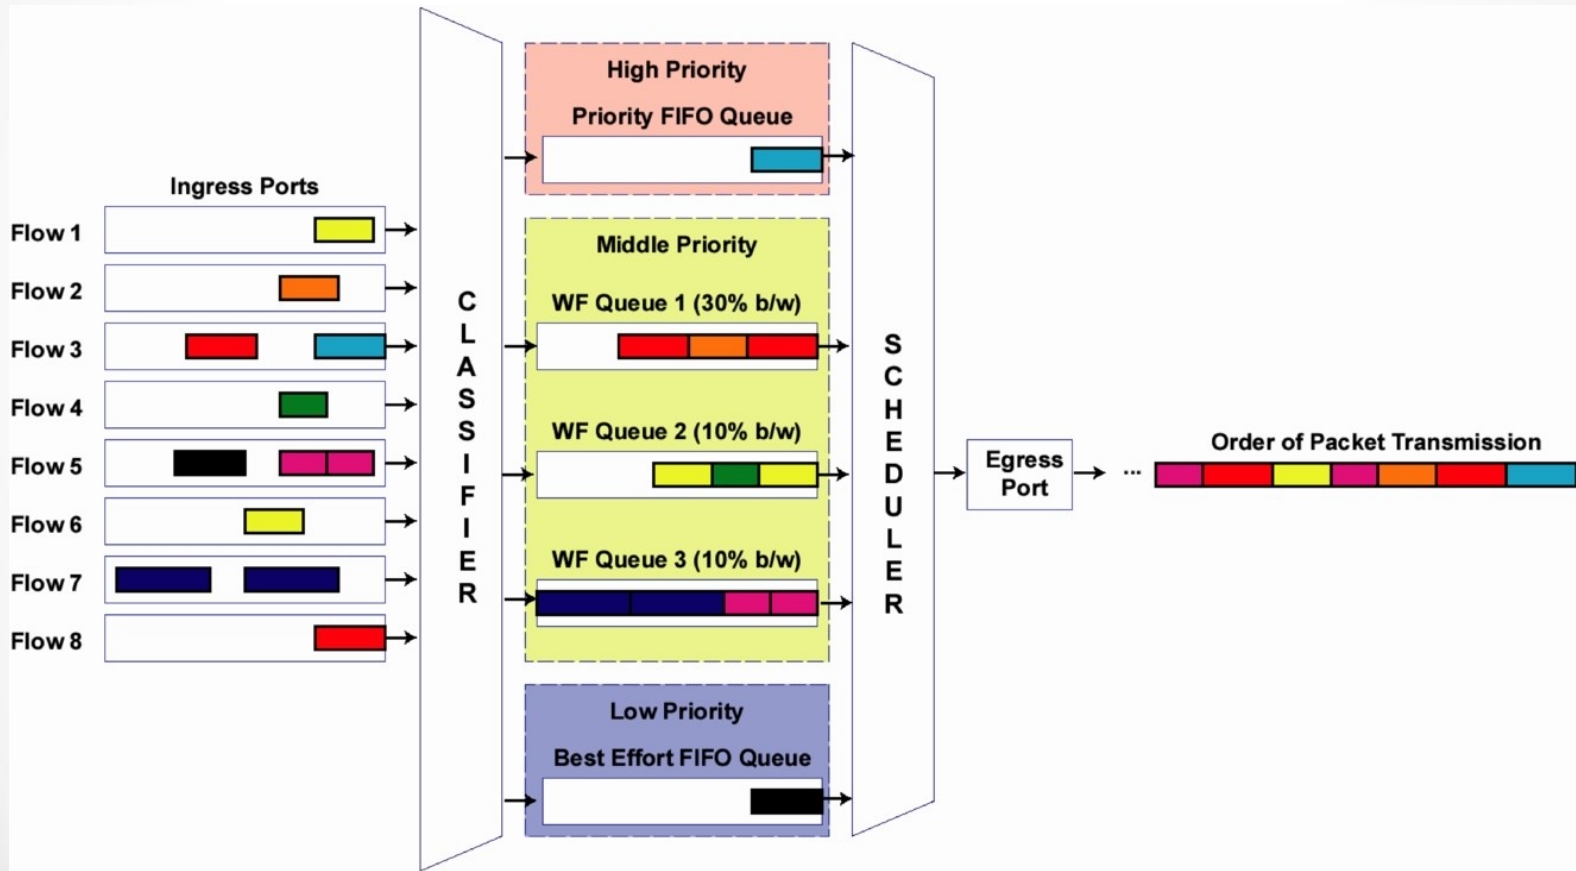 Ingress Ports
Flow 1
Flow 2
Flow 3
Flow 4
Flow 5
Flow 6
Flow 7
Flow 8
CLASSIFIER
High Priority
Priority FIFO Queue
Middle Priority
WF Queue 1 (30% b/w)
WF Queue 2 (10% b/w)
WF Queue 3 (10% b/w)
Low Priority
Best Effort FIFO Queue
SCHEDULER
Egress
Port
Order of Packet Transmission
...